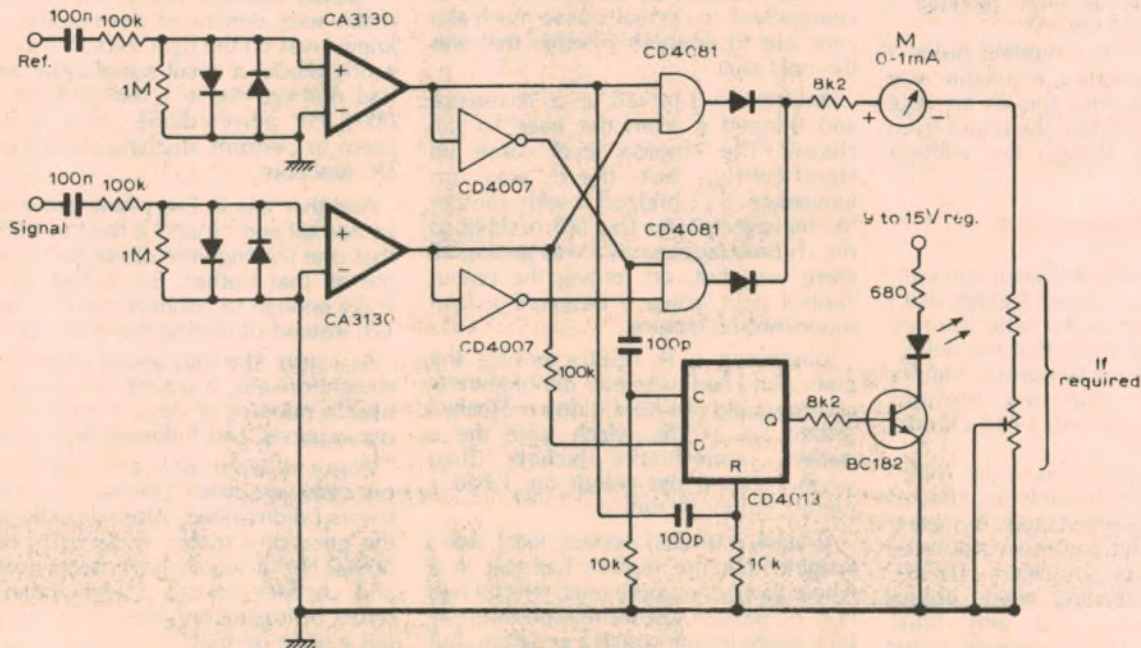 100n
100k
CA3130
Ref.
1M
+
−
CD4081
8k2
M
0-1mA
+
−
CD4007
100n
100k
Signal
1M
+
−
CA3130
CD4007
CD4081
9 to 15V reg.
680
If
required
100p
100k
C
D
Q
R
8k2
BC182
CD4013
100p
10k
10k